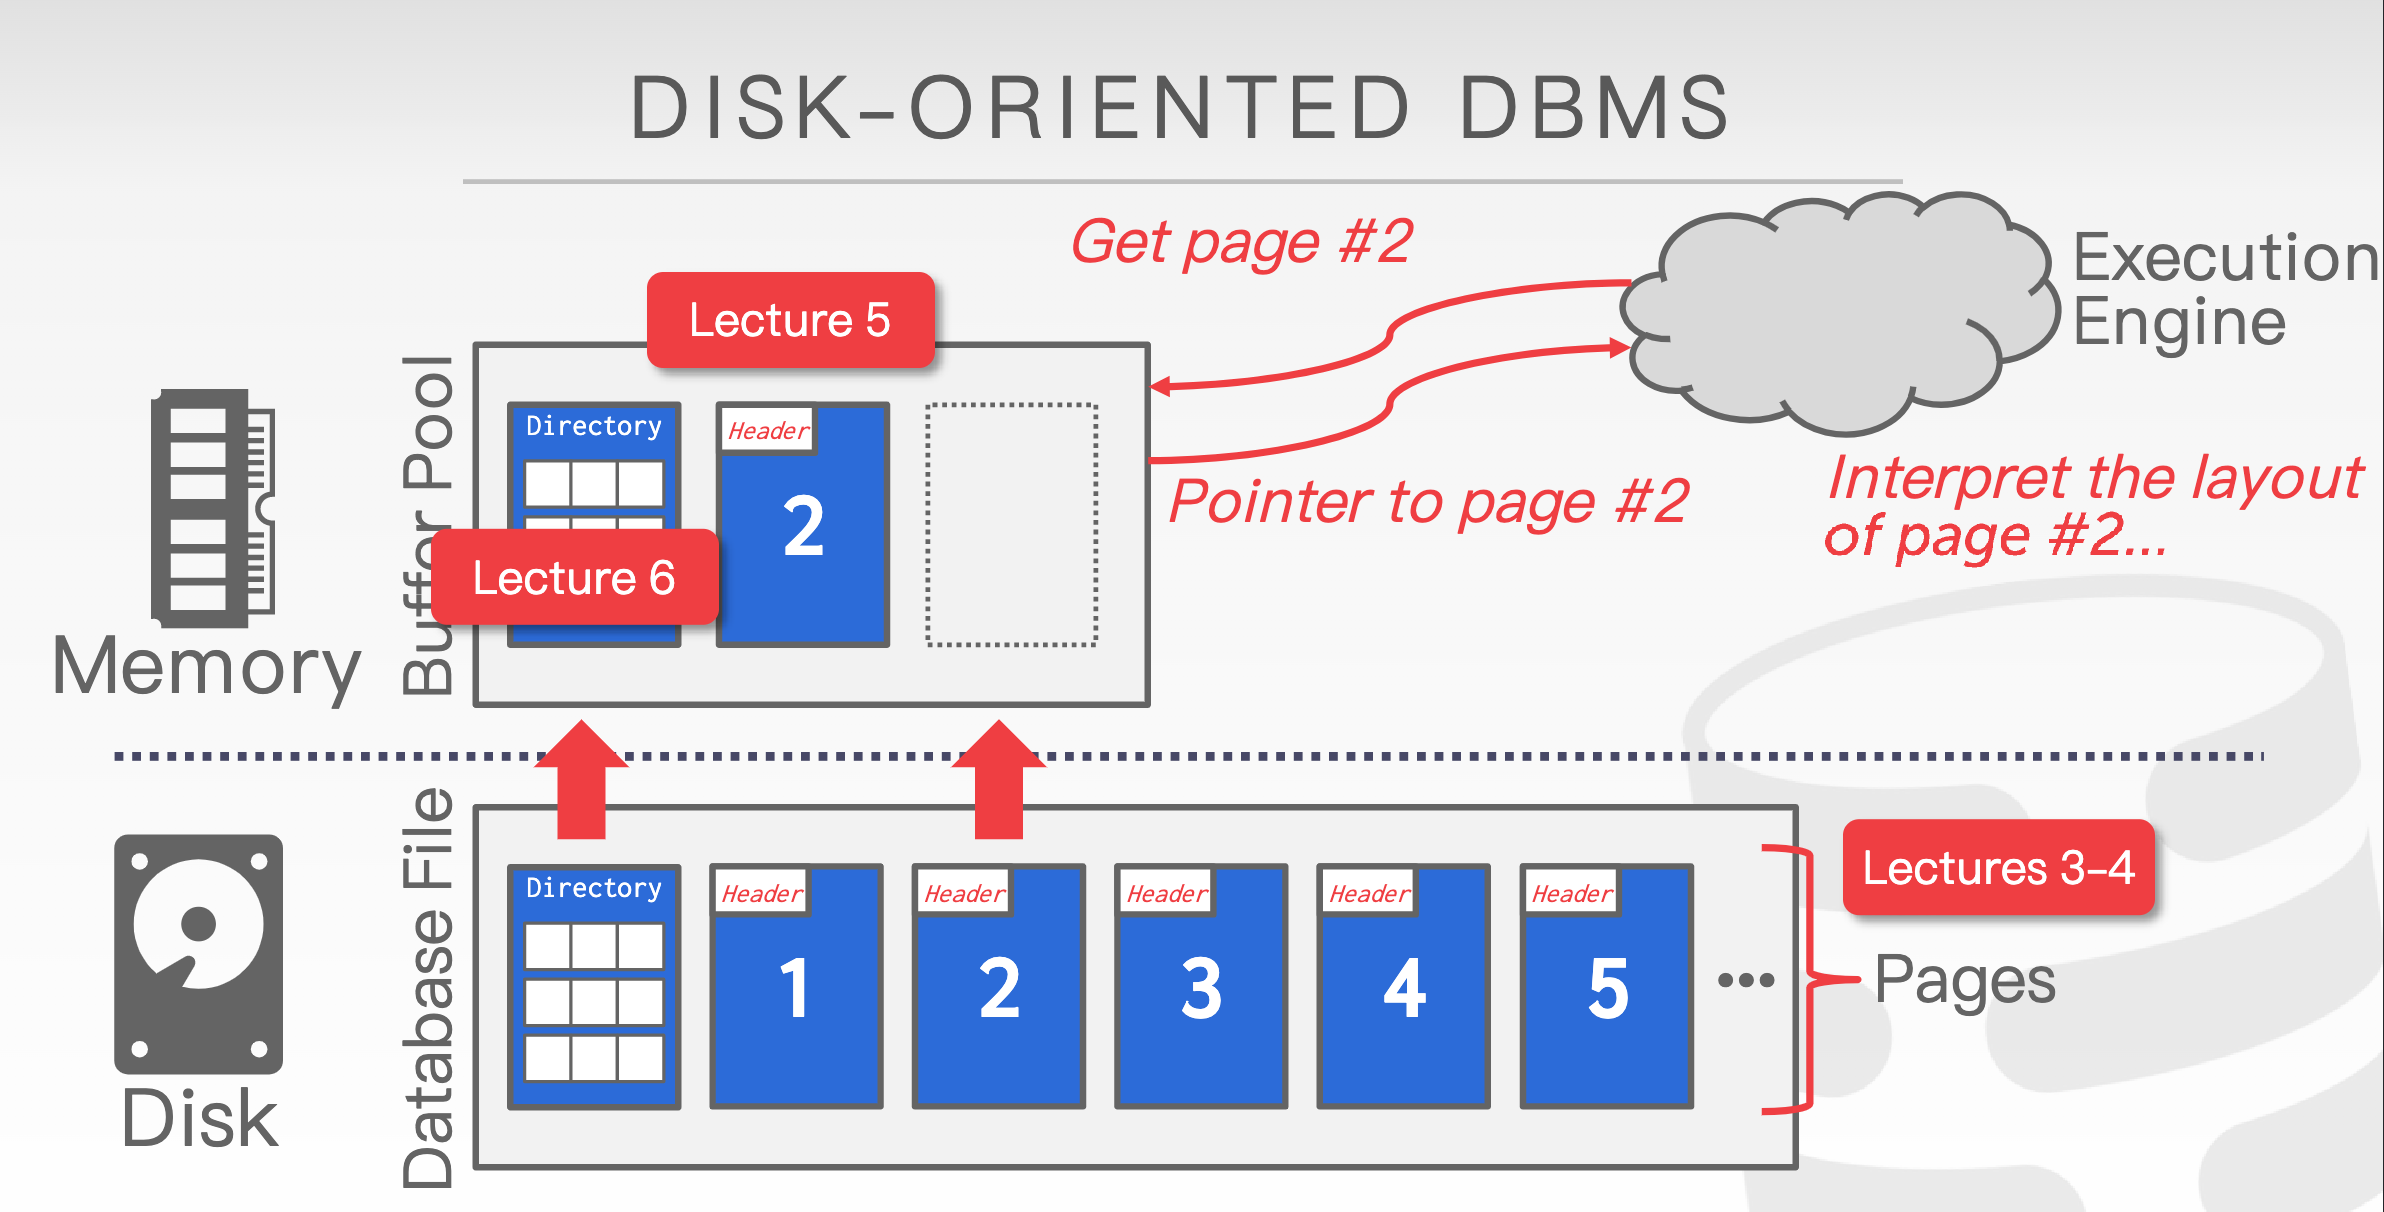 DISK-ORIENTED DBMS
Get page #2
Execution
Engine
Lecture 5
Buffer Pool
Directory
Header
2
Lecture 6
Pointer to page #2
Interpret the layout
of page #2...
Memory
Database File
Directory
Header
1
Header
2
Header
3
Header
4
Header
5
•••
Lectures 3-4
Pages
Disk